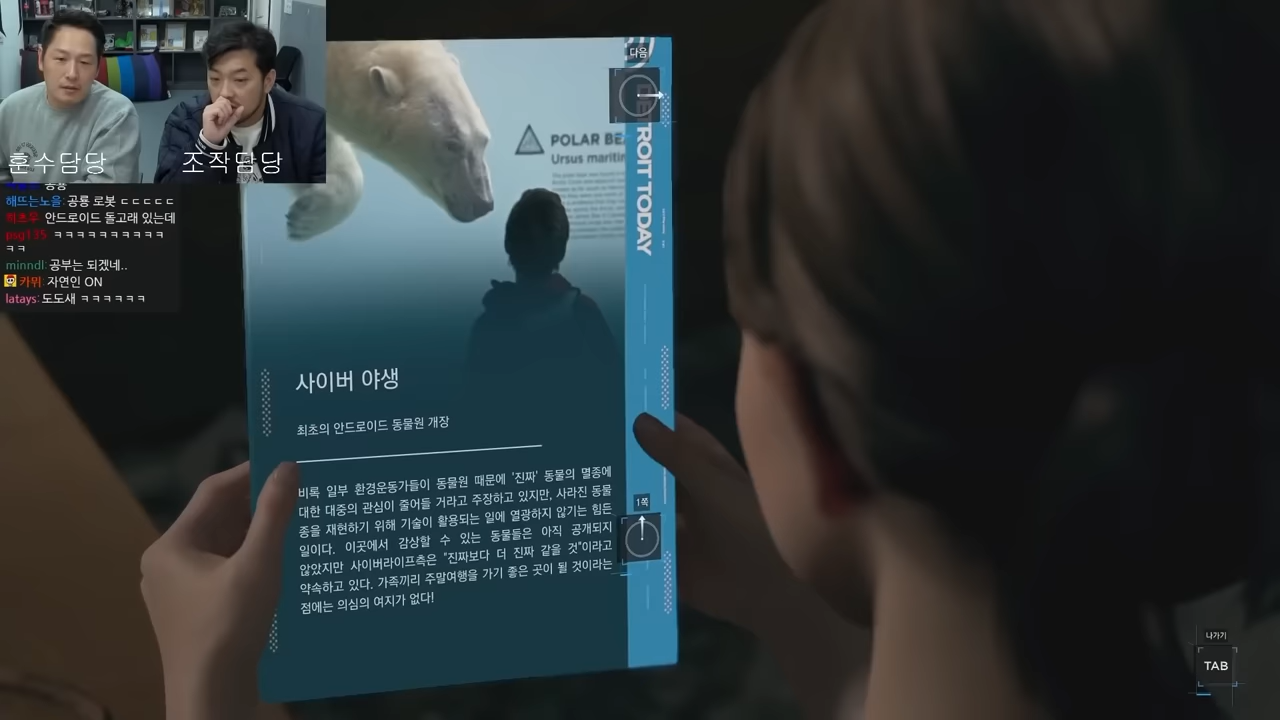 훈수담당
조작담당
해뜨는노을: 공룡 로봇 ㄷㄷㄷㄷㄷ
히초무: 안드로이드 돌고래 있는데
psg135: ㅋㅋㅋㅋㅋㅋㅋㅋㅋㅋ
ㅋㅋ
minndl: 공부는 되겠네..
카뮈: 자연인 ON
latays: 도도새 ㅋㅋㅋㅋㅋㅋ
다음
POLAR BEA
Ursus maritim
DETROIT TODAY
사이버 야생
최초의 안드로이드 동물원 개장
비록 일부 환경운동가들이 동물원 때문에 '진짜' 동물의 멸종에
대한 대중의 관심이 줄어들 거라고 주장하고 있지만, 사라진 동물
종을 재현하기 위해 기술이 활용되는 일에 열광하지 않기는 힘든
일이다. 이곳에서 감상할 수 있는 동물들은 아직 공개되지
않았지만 사이버라이프측은 "진짜보다 더 진짜 같을 것"이라고
약속하고 있다. 가족끼리 주말여행을 가기 좋은 곳이 될 것이라는
점에는 의심의 여지가 없다!
1쪽
나가기
TAB